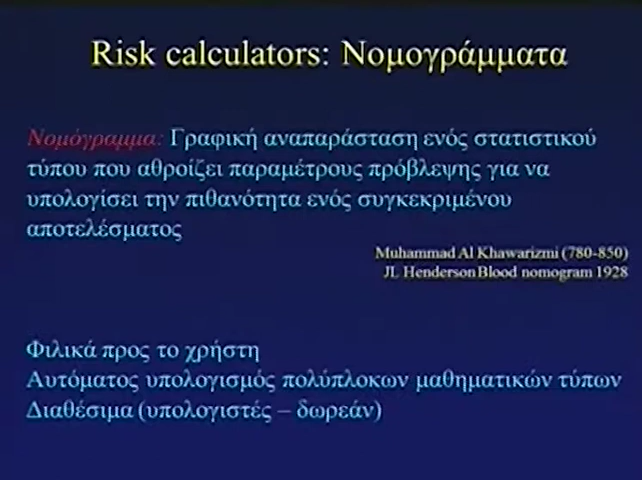 Risk calculators: Νομογράμματα
Νομόγραμμα: Γραφική αναπαράσταση ενός στατιστικού
τύπου που αθροίζει παραμέτρους πρόβλεψης για να
υπολογίσει την πιθανότητα ενός συγκεκριμένου
αποτελέσματος
Muhammad Al Khawarizmi (780-850)
JL Henderson Blood nomogram 1928
Φιλικά προς το χρήστη
Αυτόματος υπολογισμός πολύπλοκων μαθηματικών τύπων
Διαθέσιμα (υπολογιστές – δωρεάν)